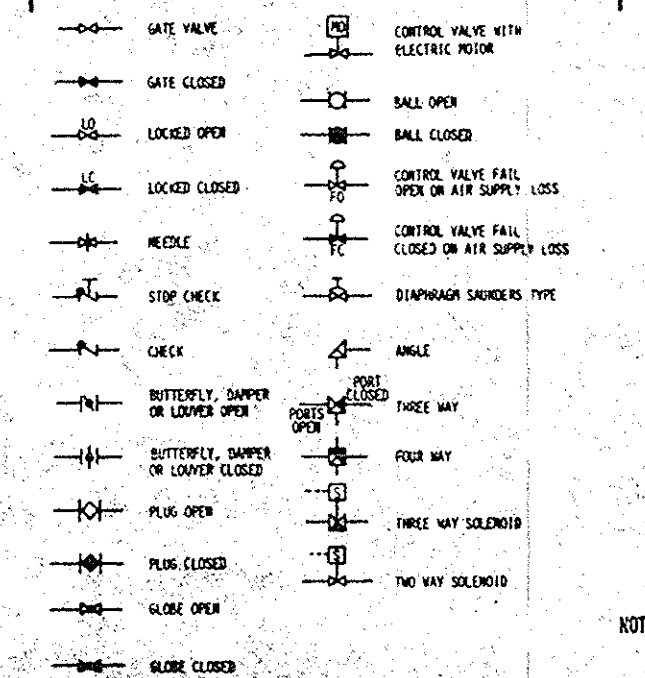 GATE VALVE
GATE CLOSED
LO
LOCKED OPEN
LC
LOCKED CLOSED
NEEDLE
STOP CHECK
CHECK
BUTTERFLY, DAMPER
OR LOUVER OPEN
BUTTERFLY, DAMPER
OR LOUVER CLOSED
PLUG OPEN
PLUG CLOSED
GLOBE OPEN
GLOBE CLOSED
MO
CONTROL VALVE WITH
ELECTRIC MOTOR
BALL OPEN
BALL CLOSED
CONTROL VALVE FAIL
OPEN ON AIR SUPPLY LOSS
FO
CONTROL VALVE FAIL
CLOSED ON AIR SUPPLY LOSS
FC
DIAPHRAGM SAUNDERS TYPE
ANGLE
PORT
CLOSED
PORTS
OPEN
THREE WAY
FOUR WAY
S
THREE WAY SOLENOID
S
TWO WAY SOLENOID
NOT